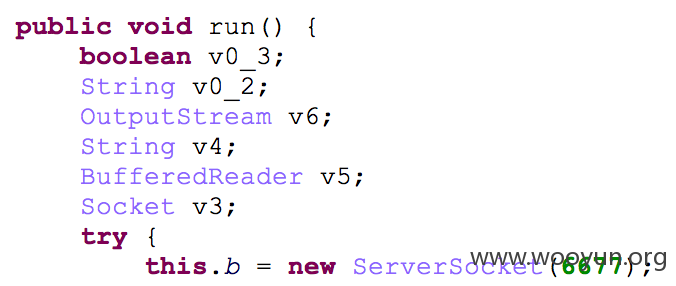 public void run() {
    boolean v0_3;
    String v0_2;
    OutputStream v6;
    String v4;
    BufferedReader v5;
    Socket v3;
    try {
        this.b = new ServerSocket(6677);
www.wooyun.org